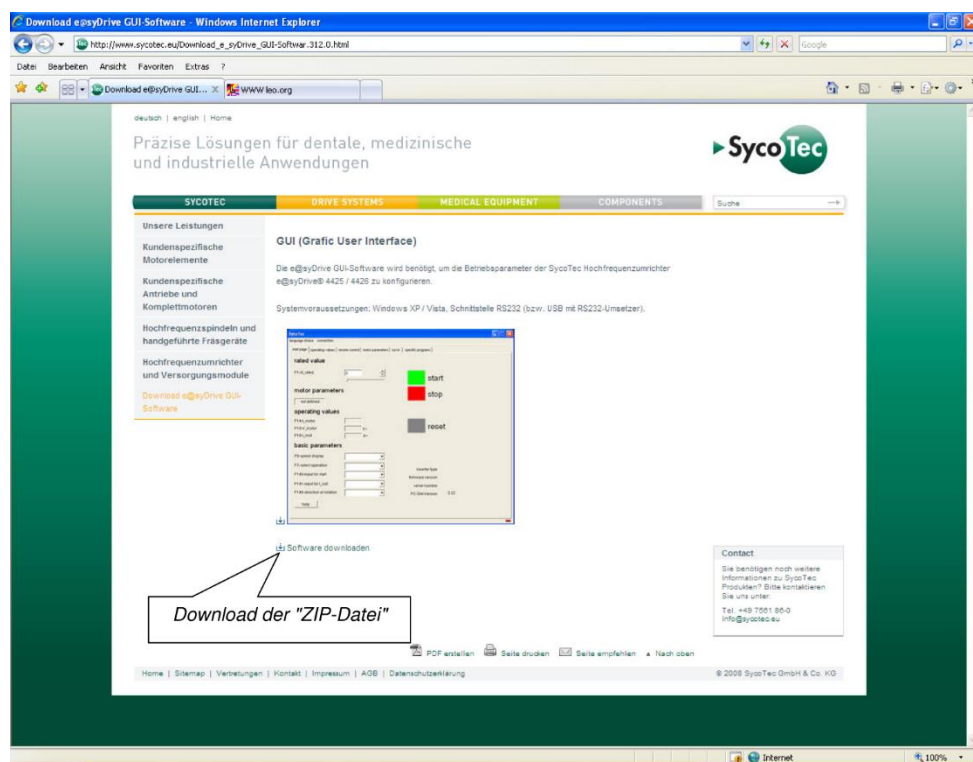 Download e@syDrive GUI-Software - Windows Internet Explorer
http://www.sycotec.eu/Download_e_syDrive_GUI-Softwar.312.0.html
Google
Datei Bearbeiten Ansicht Favoriten Extras ?
Download e@syDrive GUI... X
WWW leo.org
deutsch | english | Home
Präzise Lösungen für dentale, medizinische
und industrielle Anwendungen
SycoTec
SYCOTEC
DRIVE SYSTEMS
MEDICAL EQUIPMENT
COMPONENTS
Suche
Unsere Leistungen
Kundenspezifische
Motorelemente
Kundenspezifische
Antriebe und
Komplettmotoren
Hochfrequenzspindeln und
handgeführte Fräsgeräte
Hochfrequenzumrichter
und Versorgungsmodule
Download e@syDrive GUI-
Software
GUI (Grafic User Interface)
Die e@syDrive GUI-Software wird benötigt, um die Betriebsparameter der SycoTec Hochfrequenzumrichter
e@syDrive® 4425 / 4426 zu konfigurieren.
Systemvoraussetzungen: Windows XP / Vista, Schnittstelle RS232 (bzw. USB mit RS232-Umsetzer).
rated value
start
motor parameters
stop
operating values
reset
basic parameters
help
Software downloaden
Download der "ZIP-Datei"
Contact
Sie benötigen noch weitere
Informationen zu SycoTec
Produkten? Bitte kontaktieren
Sie uns unter:
Tel. +49 7561 86-0
info@sycotec.eu
PDF erstellen Seite drucken Seite empfehlen Nach oben
Home | Sitemap | Vertretungen | Kontakt | Impressum | AGB | Datenschutzerklärung
© 2008 SycoTec GmbH & Co. KG
Internet
100%